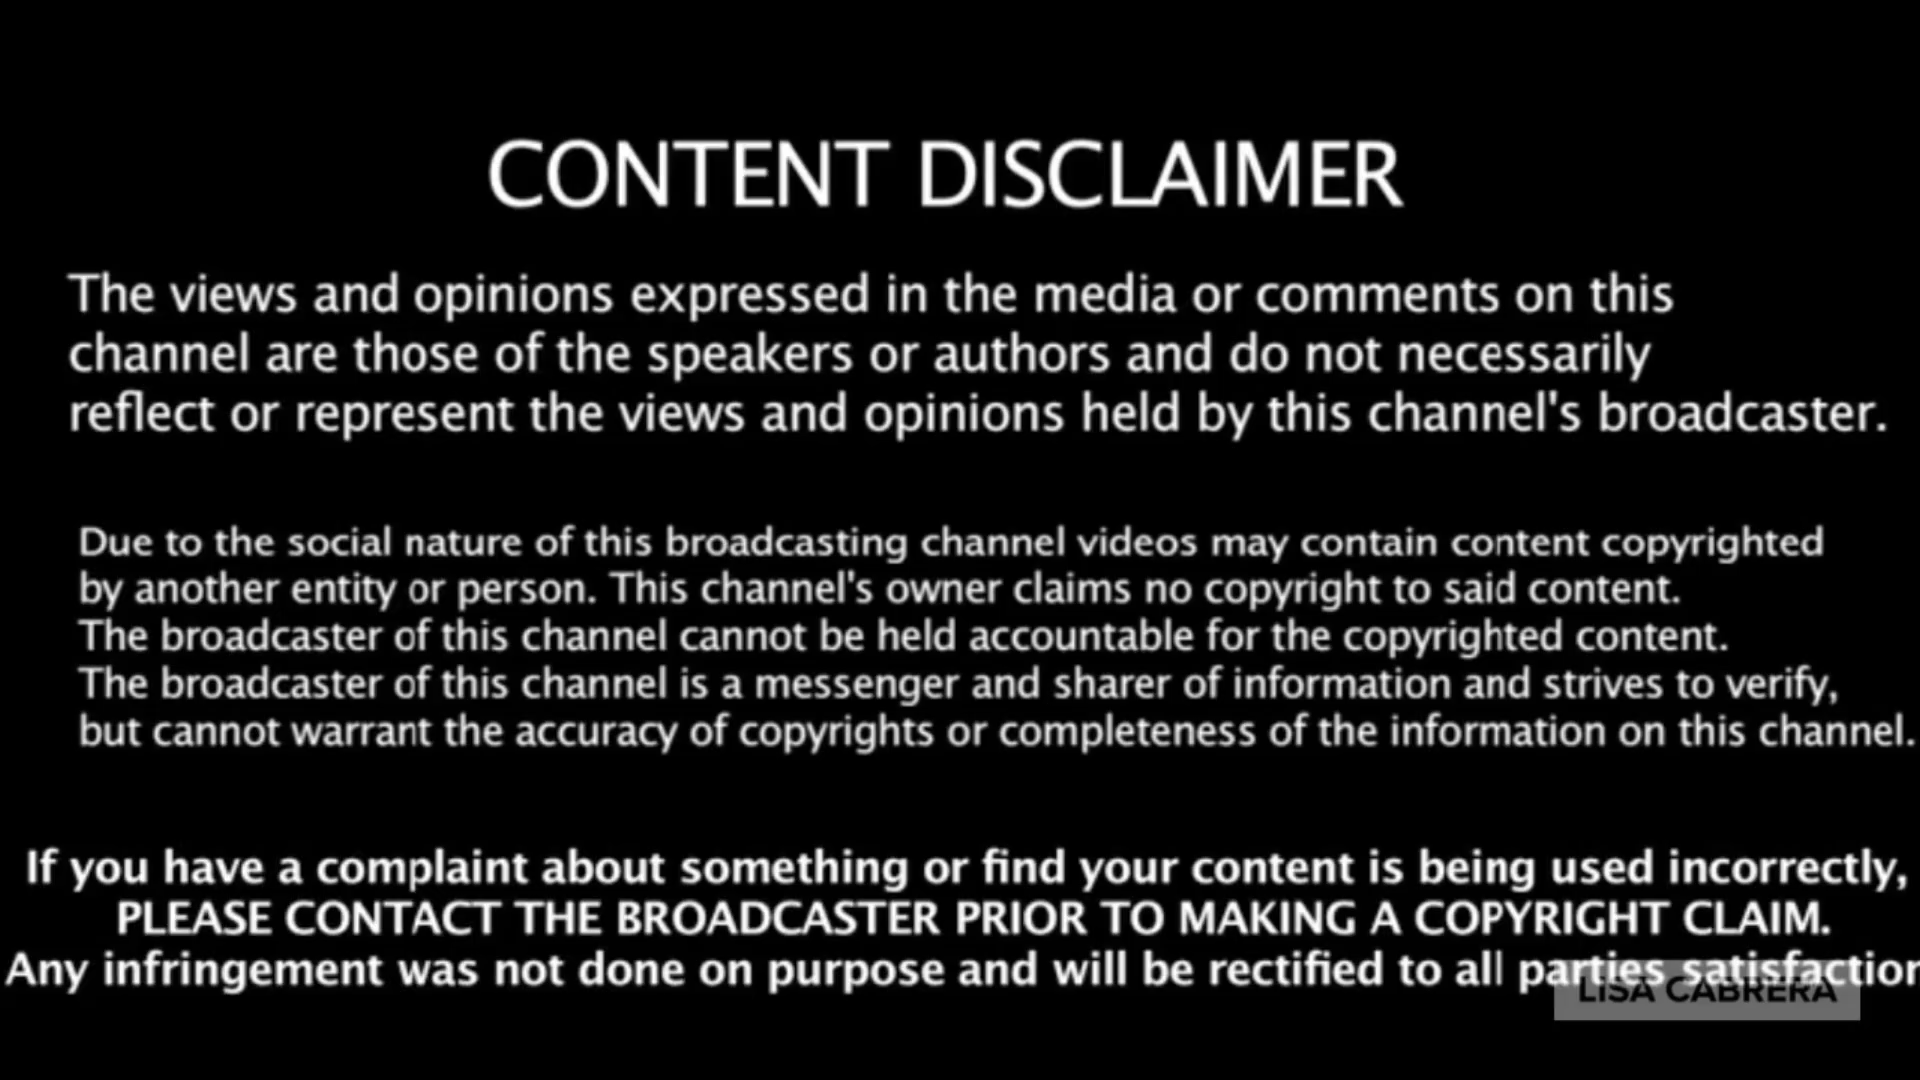 CONTENT DISCLAIMER
The views and opinions expressed in the media or comments on this
channel are those of the speakers or authors and do not necessarily
reflect or represent the views and opinions held by this channel's broadcaster.
Due to the social nature of this broadcasting channel videos may contain content copyrighted
by another entity or person. This channel's owner claims no copyright to said content.
The broadcaster of this channel cannot be held accountable for the copyrighted content.
The broadcaster of this channel is a messenger and sharer of information and strives to verify,
but cannot warrant the accuracy of copyrights or completeness of the information on this channel.
If you have a complaint about something or find your content is being used incorrectly,
PLEASE CONTACT THE BROADCASTER PRIOR TO MAKING A COPYRIGHT CLAIM.
Any infringement was not done on purpose and will be rectified to all parties satisfaction
LISA CABRERA